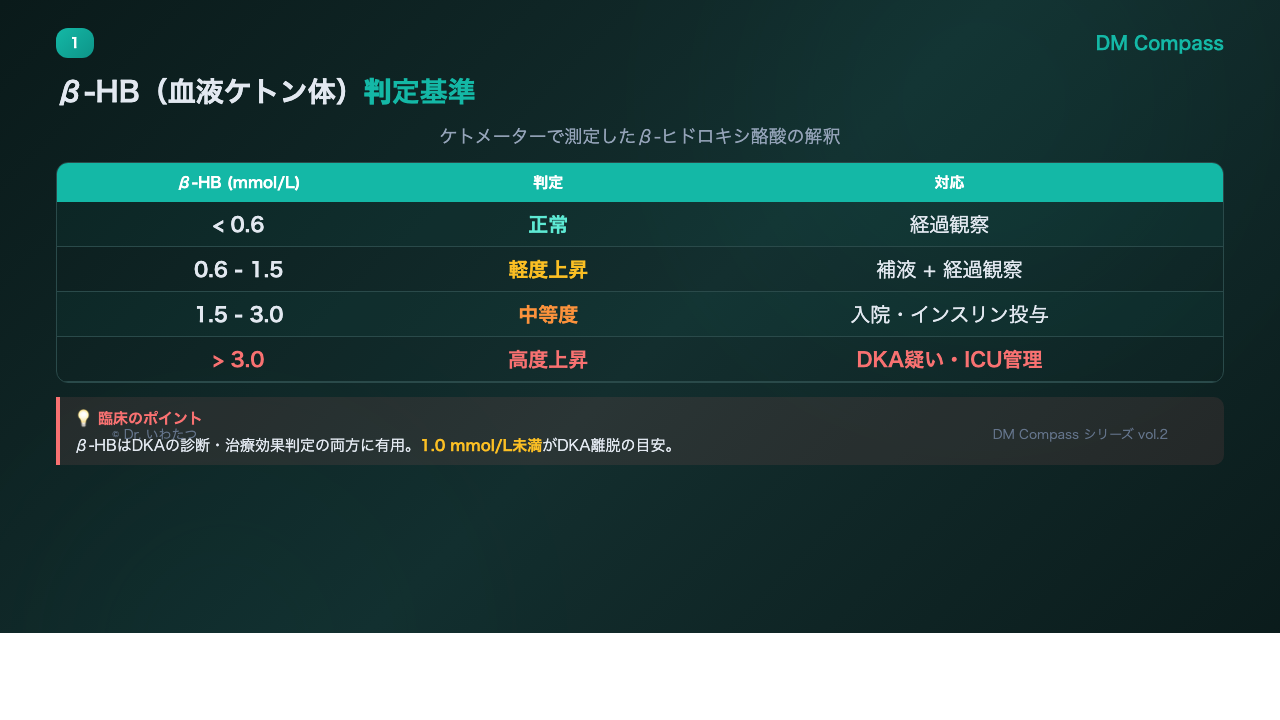 1
DM Compass
β-HB（血液ケトン体）判定基準
ケトメーターで測定したβ-ヒドロキシ酪酸の解釈
β-HB (mmol/L) 判定 対応
< 0.6 正常 経過観察
0.6 - 1.5 軽度上昇 補液 + 経過観察
1.5 - 3.0 中等度 入院・インスリン投与
> 3.0 高度上昇 DKA疑い・ICU管理
💡 臨床のポイント
© Dr. いわたつ
DM Compass シリーズ vol.2
β-HBはDKAの診断・治療効果判定の両方に有用。1.0 mmol/L未満がDKA離脱の目安。